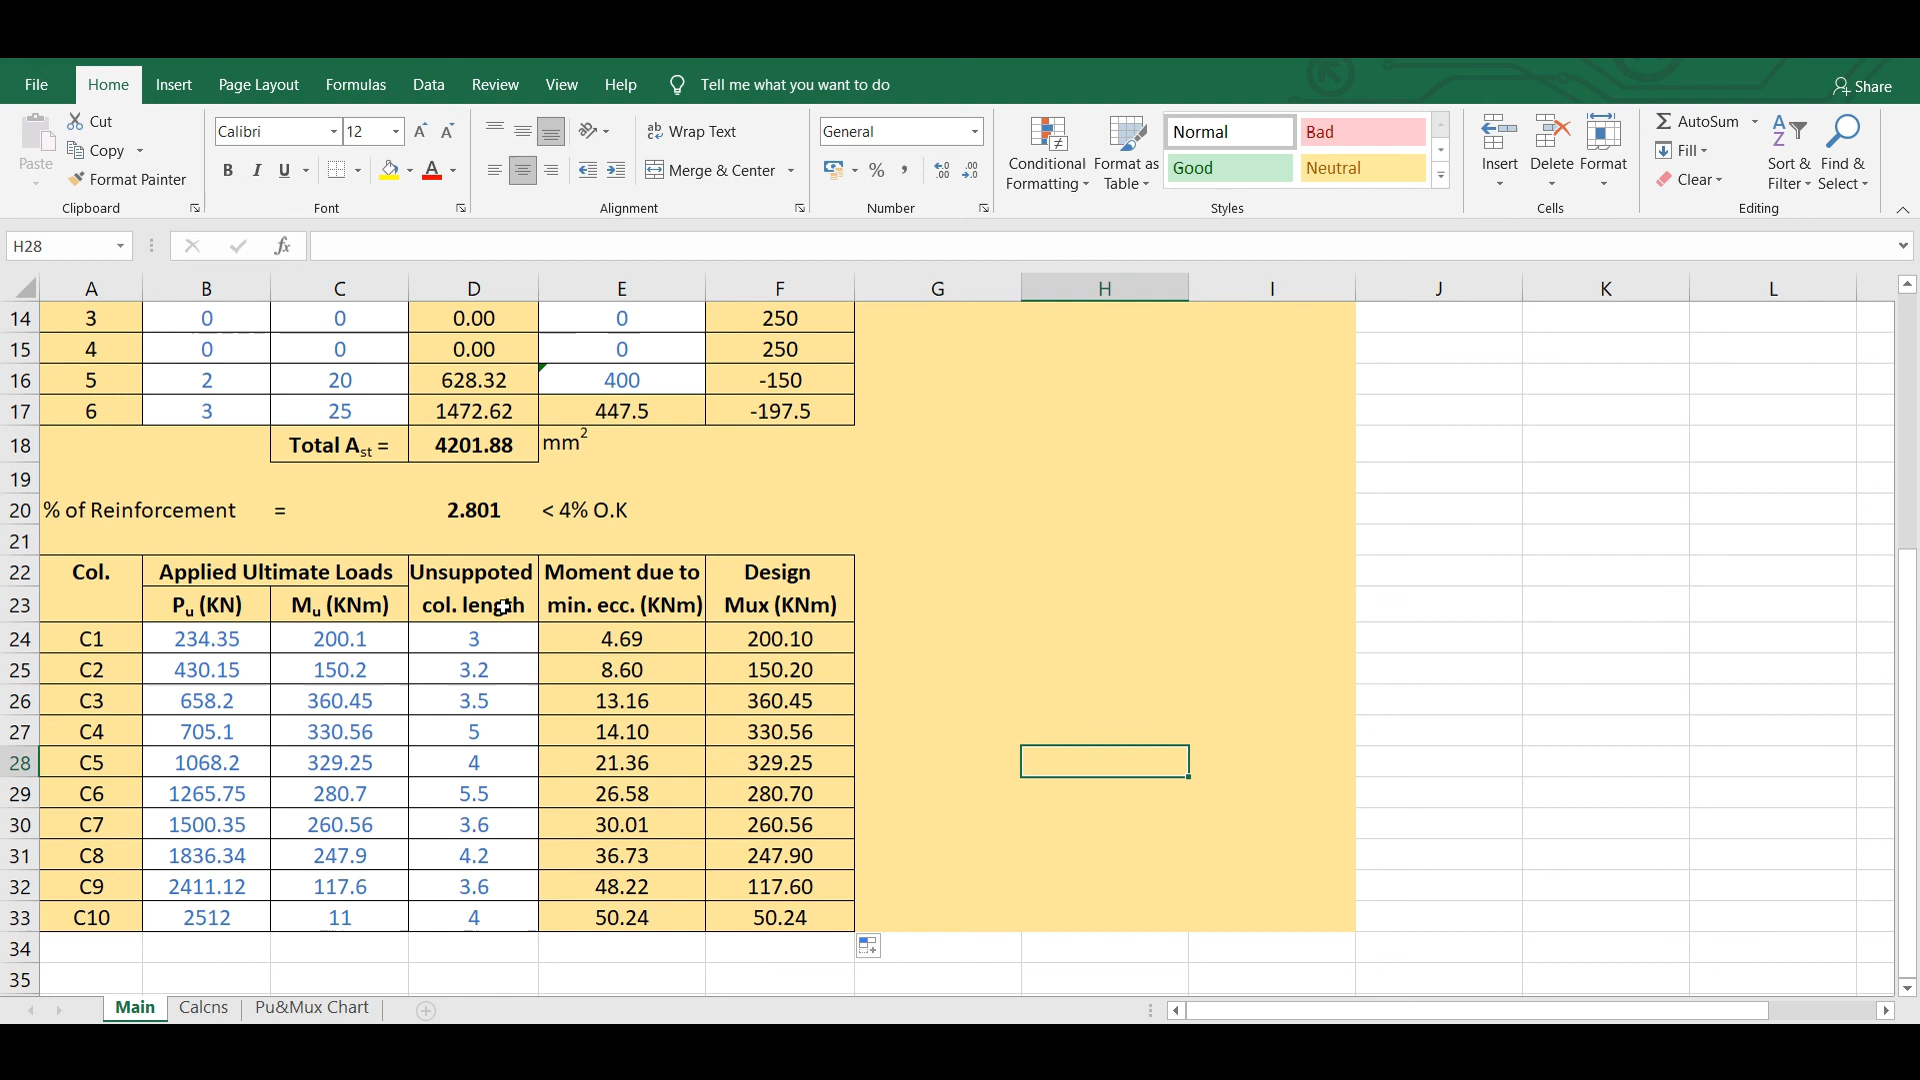 File Home Insert Page Layout Formulas Data Review View Help Tell me what you want to do Share
Paste Cut Copy Format Painter Clipboard
Calibri 12 B I U A Font
Wrap Text Merge & Center Alignment
General % , Number
Conditional Formatting Format as Table Normal Bad Good Neutral Styles
Insert Delete Format Cells
AutoSum Fill Clear Sort & Filter Find & Select Editing
H28 fx
A B C D E F G H I J K L
14 3 0 0 0.00 0 250
15 4 0 0 0.00 0 250
16 5 2 20 628.32 400 -150
17 6 3 25 1472.62 447.5 -197.5
18 Total Ast = 4201.88 mm2
19
20 % of Reinforcement = 2.801 < 4% O.K
21
22 Col. Applied Ultimate Loads Unsuppoted Moment due to Design
23 Pu (KN) Mu (KNm) col. length min. ecc. (KNm) Mux (KNm)
24 C1 234.35 200.1 3 4.69 200.10
25 C2 430.15 150.2 3.2 8.60 150.20
26 C3 658.2 360.45 3.5 13.16 360.45
27 C4 705.1 330.56 5 14.10 330.56
28 C5 1068.2 329.25 4 21.36 329.25
29 C6 1265.75 280.7 5.5 26.58 280.70
30 C7 1500.35 260.56 3.6 30.01 260.56
31 C8 1836.34 247.9 4.2 36.73 247.90
32 C9 2411.12 117.6 3.6 48.22 117.60
33 C10 2512 11 4 50.24 50.24
34
35
Main Calcns Pu&Mux Chart